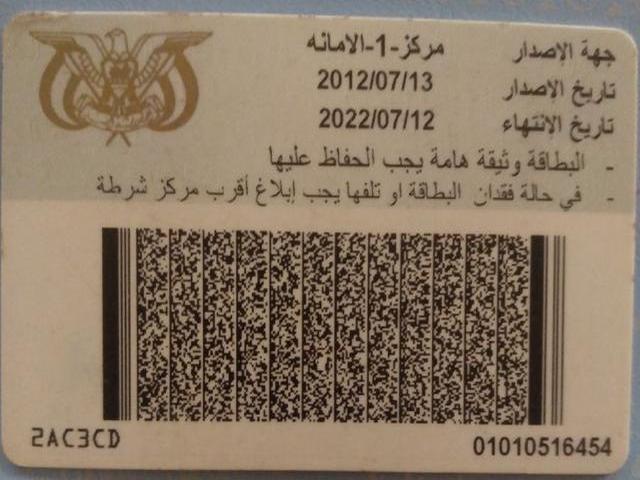 جهة الإصدار مركز-1-الامانه
تاريخ الإصدار 2012/07/13
تاريخ الانتهاء 2022/07/12
- البطاقة وثيقة هامة يجب الحفاظ عليها
- في حالة فقدان البطاقة او تلفها يجب إبلاغ أقرب مركز شرطة
01010516454
2AC3CD